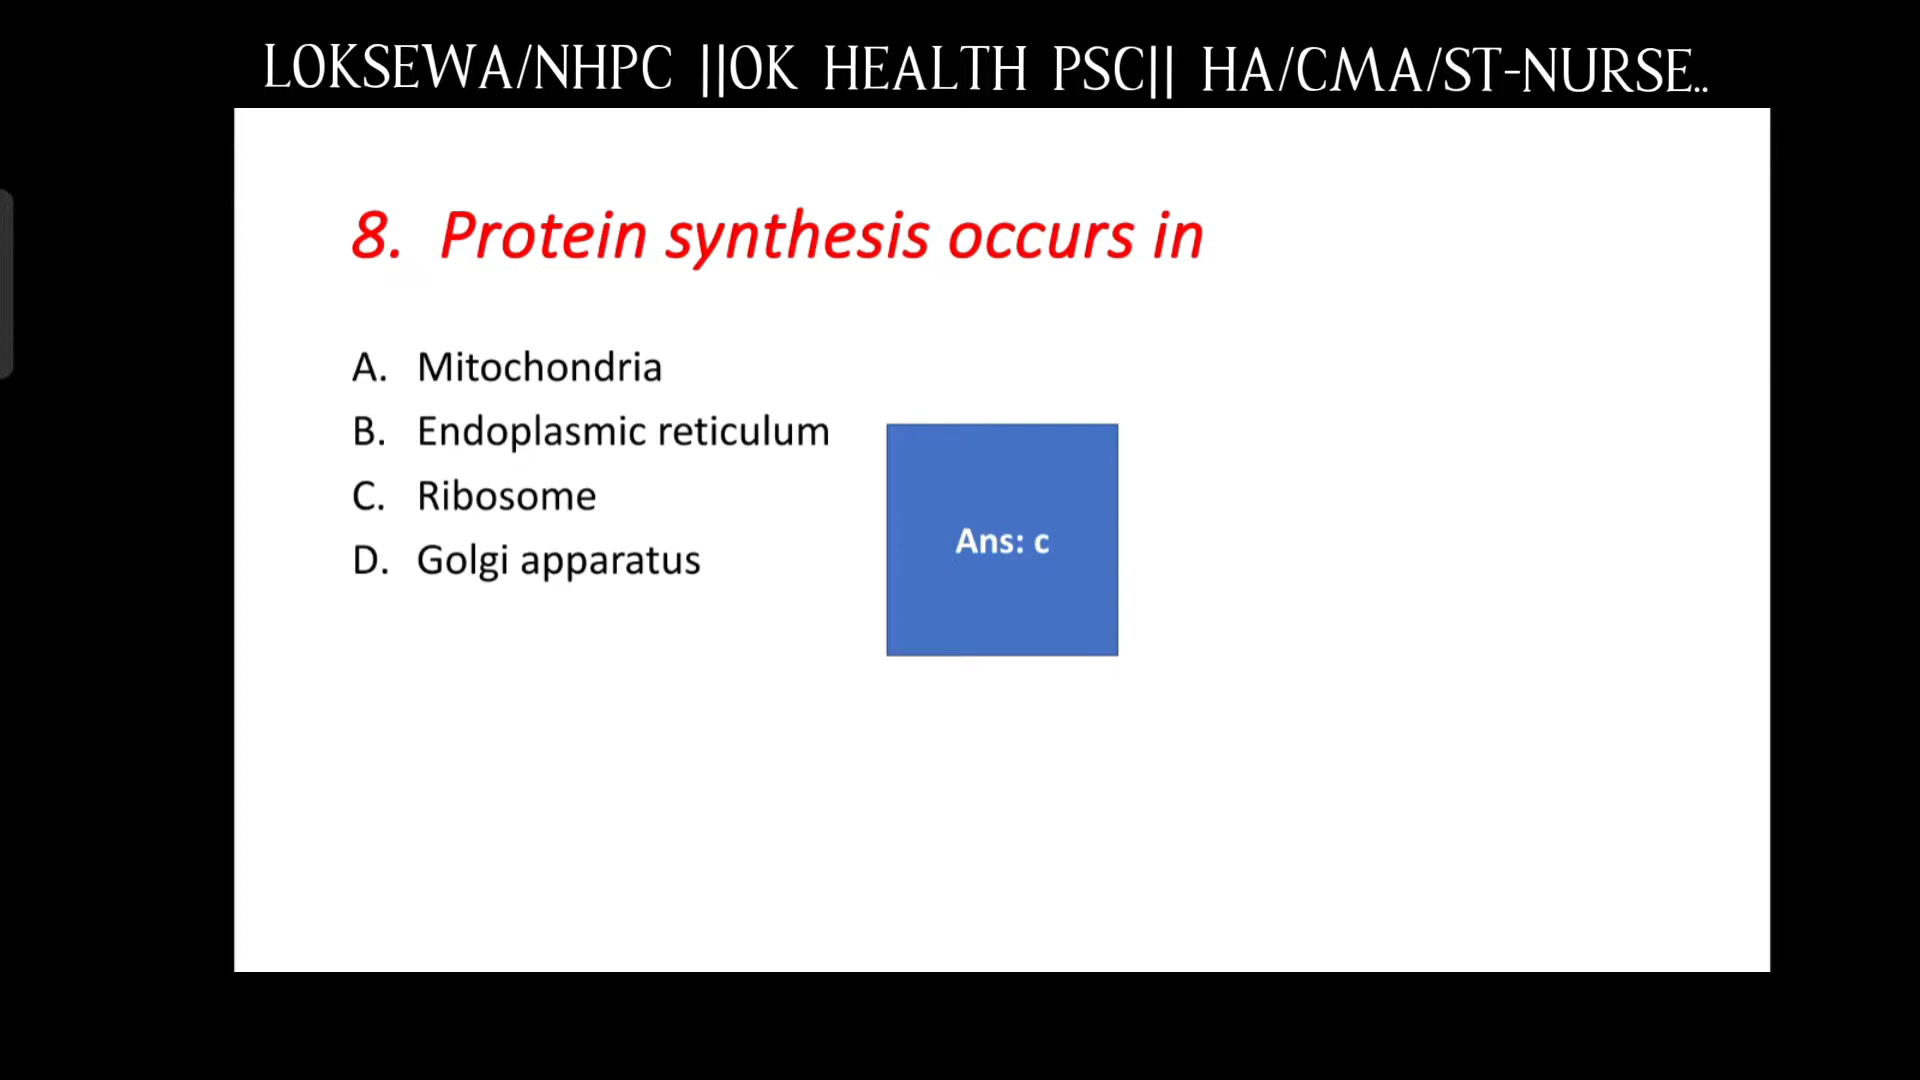 LOKSEWA/NHPC ||OK HEALTH PSC|| HA/CMA/ST-NURSE..
8. Protein synthesis occurs in
A. Mitochondria
B. Endoplasmic reticulum
C. Ribosome
D. Golgi apparatus
Ans: c